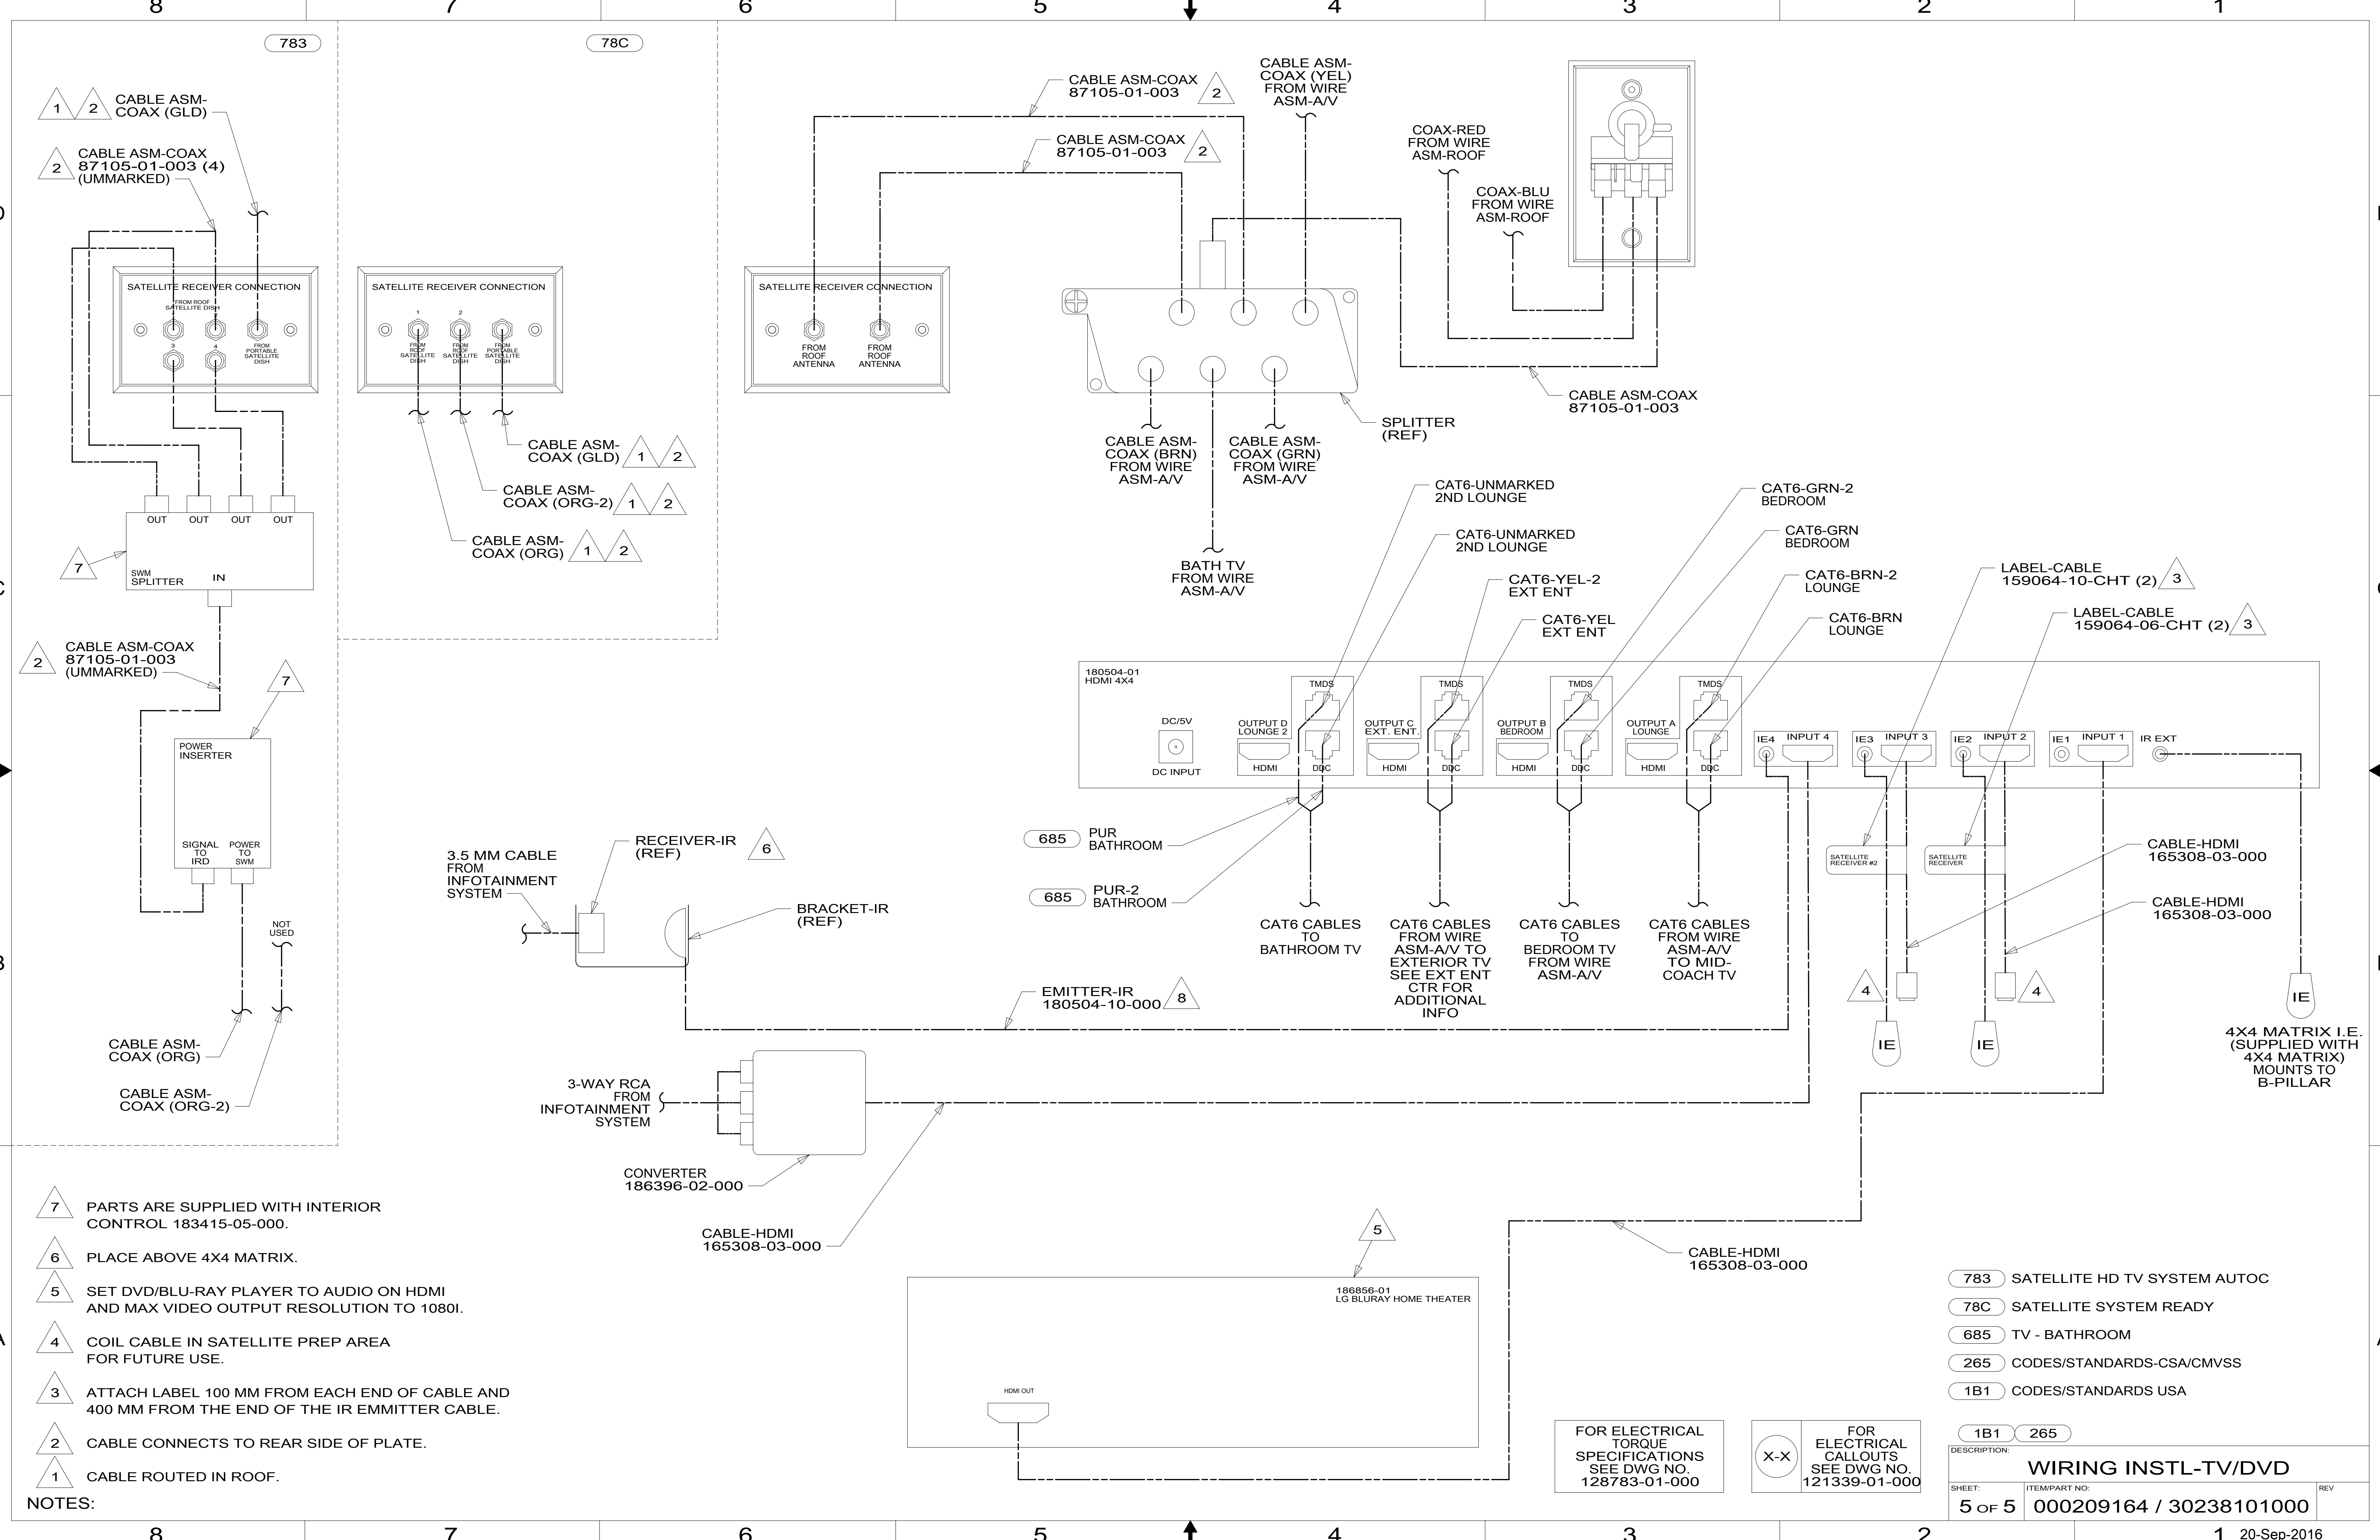 8
7
6
5
4
3
2
1
783
78C
1
2
CABLE ASM-
COAX (GLD)
2
CABLE ASM-COAX
87105-01-003 (4)
(UMMARKED)
SATELLITE RECEIVER CONNECTION
FROM ROOF
SATELLITE DISH
1
2
3
4
FROM
PORTABLE
SATELLITE
DISH
SATELLITE RECEIVER CONNECTION
1
2
FROM
ROOF
SATELLITE
DISH
FROM
ROOF
SATELLITE
DISH
FROM
PORTABLE
SATELLITE
DISH
CABLE ASM-
COAX (GLD)
1
2
CABLE ASM-
COAX (ORG-2)
1
2
CABLE ASM-
COAX (ORG)
1
2
OUT
OUT
OUT
OUT
SWM
SPLITTER
IN
7
2
CABLE ASM-COAX
87105-01-003
(UMMARKED)
7
POWER
INSERTER
SIGNAL
TO
IRD
POWER
TO
SWM
NOT
USED
CABLE ASM-
COAX (ORG)
CABLE ASM-
COAX (ORG-2)
CABLE ASM-COAX
87105-01-003
2
CABLE ASM-COAX
87105-01-003
2
CABLE ASM-
COAX (YEL)
FROM WIRE
ASM-A/V
COAX-RED
FROM WIRE
ASM-ROOF
COAX-BLU
FROM WIRE
ASM-ROOF
SATELLITE RECEIVER CONNECTION
FROM
ROOF
ANTENNA
FROM
ROOF
ANTENNA
CABLE ASM-COAX
87105-01-003
SPLITTER
(REF)
CABLE ASM-
COAX (BRN)
FROM WIRE
ASM-A/V
CABLE ASM-
COAX (GRN)
FROM WIRE
ASM-A/V
BATH TV
FROM WIRE
ASM-A/V
CAT6-UNMARKED
2ND LOUNGE
CAT6-UNMARKED
2ND LOUNGE
CAT6-YEL-2
EXT ENT
CAT6-YEL
EXT ENT
CAT6-GRN-2
BEDROOM
CAT6-GRN
BEDROOM
CAT6-BRN-2
LOUNGE
CAT6-BRN
LOUNGE
LABEL-CABLE
159064-10-CHT (2)
3
LABEL-CABLE
159064-06-CHT (2)
3
180504-01
HDMI 4X4
DC/5V
DC INPUT
OUTPUT D
LOUNGE 2
TMDS
HDMI
DDC
OUTPUT C
EXT. ENT.
TMDS
HDMI
DDC
OUTPUT B
BEDROOM
TMDS
HDMI
DDC
OUTPUT A
LOUNGE
TMDS
HDMI
DDC
IE4
INPUT 4
IE3
INPUT 3
IE2
INPUT 2
IE1
INPUT 1
IR EXT
685
PUR
BATHROOM
685
PUR-2
BATHROOM
SATELLITE
RECEIVER #2
SATELLITE
RECEIVER
CABLE-HDMI
165308-03-000
CABLE-HDMI
165308-03-000
CAT6 CABLES
TO
BATHROOM TV
CAT6 CABLES
FROM WIRE
ASM-A/V TO
EXTERIOR TV
SEE EXT ENT
CTR FOR
ADDITIONAL
INFO
CAT6 CABLES
TO
BEDROOM TV
FROM WIRE
ASM-A/V
CAT6 CABLES
FROM WIRE
ASM-A/V
TO MID-
COACH TV
4
4
IE
IE
IE
4X4 MATRIX I.E.
(SUPPLIED WITH
4X4 MATRIX)
MOUNTS TO
B-PILLAR
3.5 MM CABLE
FROM
INFOTAINMENT
SYSTEM
RECEIVER-IR
(REF)
6
BRACKET-IR
(REF)
EMITTER-IR
180504-10-000
8
3-WAY RCA
FROM
INFOTAINMENT
SYSTEM
CONVERTER
186396-02-000
CABLE-HDMI
165308-03-000
5
CABLE-HDMI
165308-03-000
186856-01
LG BLURAY HOME THEATER
HDMI OUT
7 PARTS ARE SUPPLIED WITH INTERIOR
CONTROL 183415-05-000.
6 PLACE ABOVE 4X4 MATRIX.
5 SET DVD/BLU-RAY PLAYER TO AUDIO ON HDMI
AND MAX VIDEO OUTPUT RESOLUTION TO 1080I.
4 COIL CABLE IN SATELLITE PREP AREA
FOR FUTURE USE.
3 ATTACH LABEL 100 MM FROM EACH END OF CABLE AND
400 MM FROM THE END OF THE IR EMMITTER CABLE.
2 CABLE CONNECTS TO REAR SIDE OF PLATE.
1 CABLE ROUTED IN ROOF.
NOTES:
783 SATELLITE HD TV SYSTEM AUTOC
78C SATELLITE SYSTEM READY
685 TV - BATHROOM
265 CODES/STANDARDS-CSA/CMVSS
1B1 CODES/STANDARDS USA
FOR ELECTRICAL
TORQUE
SPECIFICATIONS
SEE DWG NO.
128783-01-000
X-X
FOR
ELECTRICAL
CALLOUTS
SEE DWG NO.
121339-01-000
1B1
265
DESCRIPTION:
WIRING INSTL-TV/DVD
SHEET:
5 OF 5
ITEM/PART NO:
000209164 / 30238101000
REV
8
7
6
5
4
3
2
1
20-Sep-2016